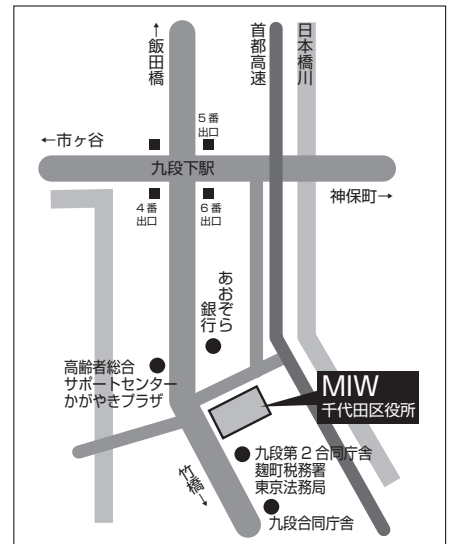 ←飯田橋
首都高速
日本橋川
5番
出口
←市ヶ谷
九段下駅
神保町→
4番
出口
6番
出口
あおぞら
銀行
高齢者総合
サポートセンター
かがやきプラザ
MIW
千代田区役所
九段第2合同庁舎
麹町税務署
東京法務局
竹橋→
九段合同庁舎